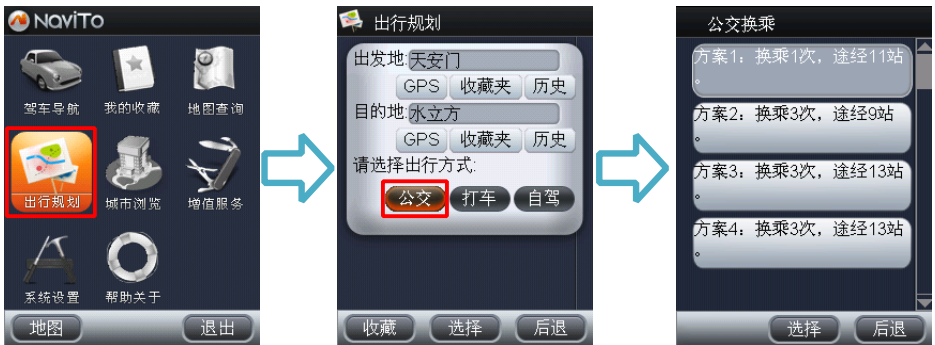 NAVITO
驾车导航 我的收藏 地图查询
出行规划 城市浏览 增值服务
系统设置 帮助关于
地图 退出
出行规划
出发地:天安门
GPS 收藏夹 历史
目的地:水立方
GPS 收藏夹 历史
请选择出行方式:
公交 打车 自驾
收藏 选择 后退
公交换乘
方案1：换乘1次，途经11站
。
方案2：换乘3次，途经9站
。
方案3：换乘3次，途经13站
。
方案4：换乘3次，途经13站
。
选择 后退